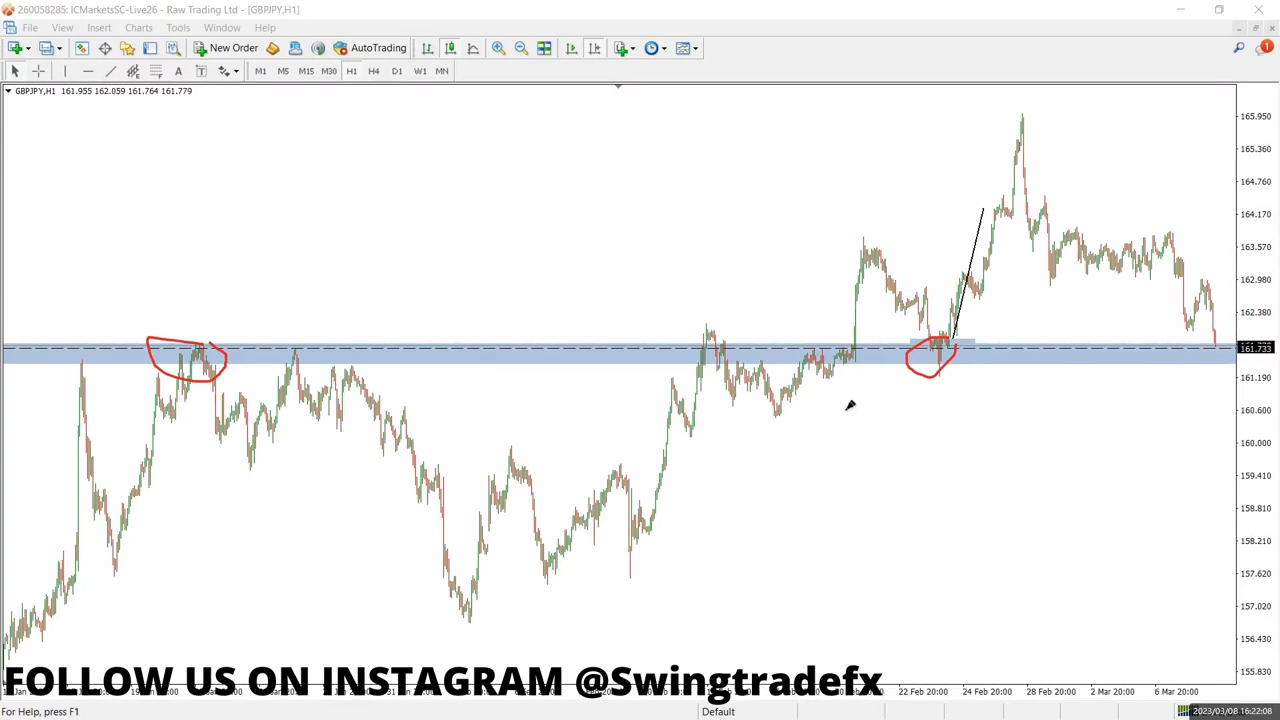 260058285: ICMarketsSC-Live26 - Raw Trading Ltd - [GBPJPY,H1]
File View Insert Charts Tools Window Help
New Order AutoTrading 1
A T M1 M5 M15 M30 H1 H4 D1 W1 MN
GBPJPY,H1 161.955 162.059 161.764 161.779
165.950
165.360
164.760
164.170
163.570
162.980
162.380
161.733
161.190
160.600
160.000
159.410
158.810
158.210
157.620
157.020
156.430
155.830
FOLLOW US ON INSTAGRAM @Swingtradefx
22 Feb 20:00 24 Feb 20:00 28 Feb 20:00 2 Mar 20:00 6 Mar 20:00
For Help, press F1 Default 2023/03/08 16:22:08